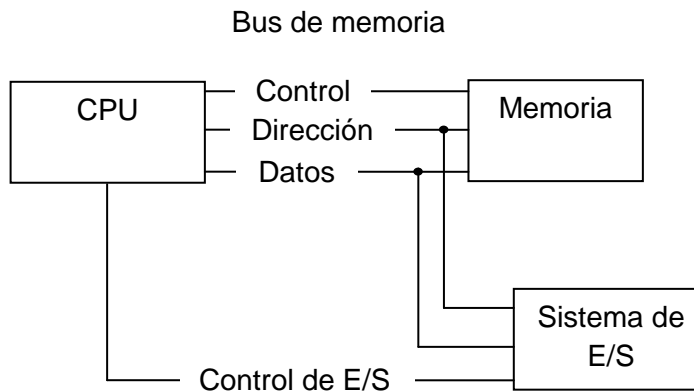 Bus de memoria
CPU
Control
Memoria
Dirección
Datos
Sistema de
E/S
Control de E/S